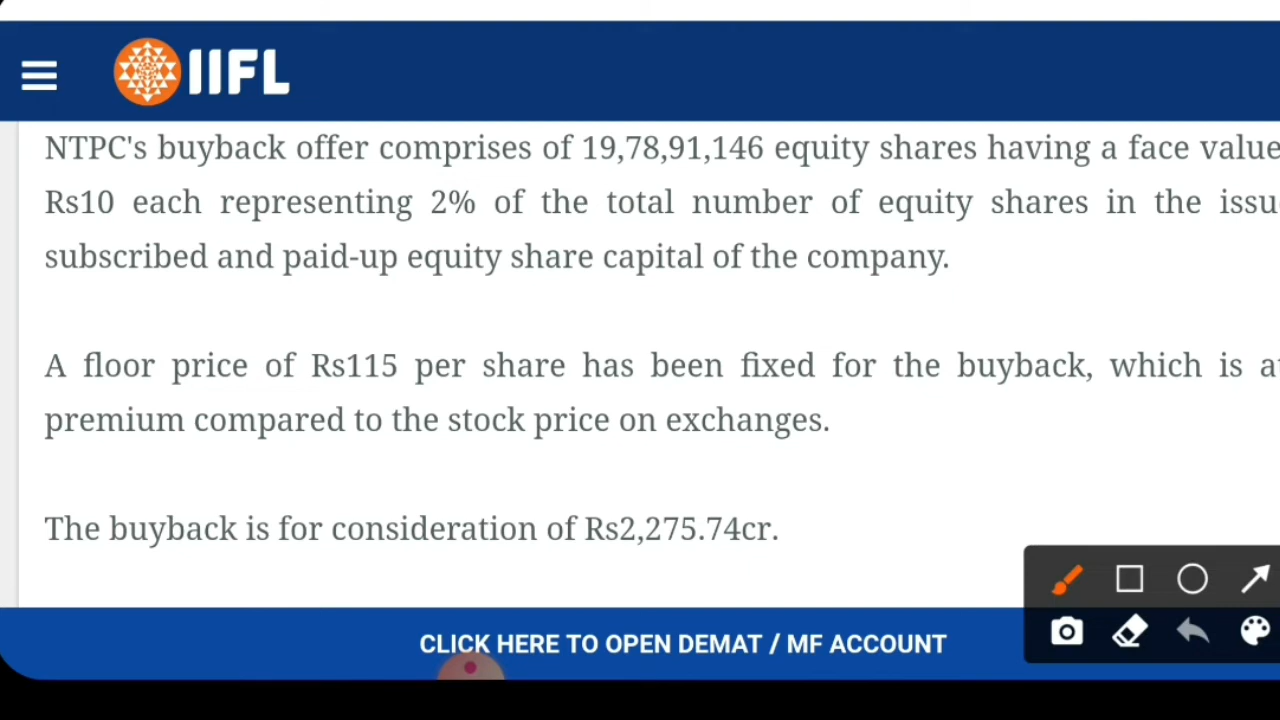 IIFL
NTPC's buyback offer comprises of 19,78,91,146 equity shares having a face value
Rs10 each representing 2% of the total number of equity shares in the
subscribed and paid-up equity share capital of the company.
A floor price of Rs115 per share has been fixed for the buyback, which is
premium compared to the stock price on exchanges.
The buyback is for consideration of Rs2,275.74cr.
CLICK HERE TO OPEN DEMAT / MF ACCOUNT